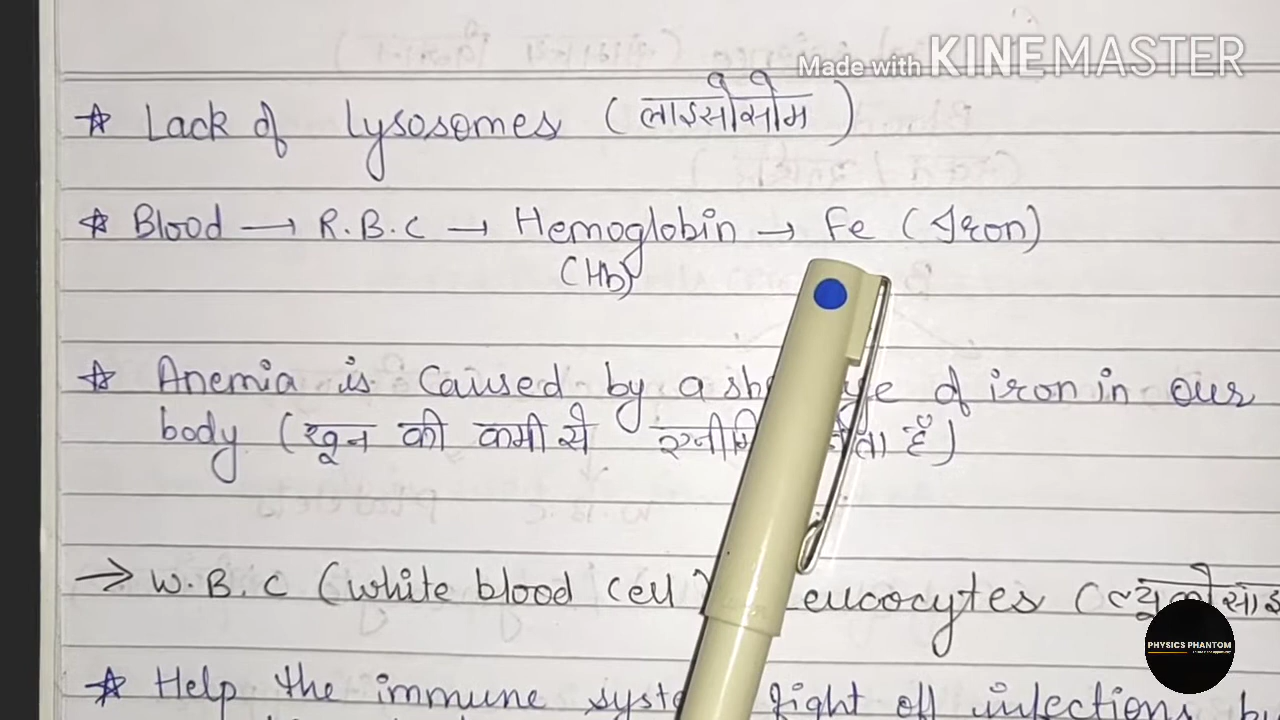 Made with KINEMASTER
☆ Lack of lysosomes (लाइसोसोम)
☆ Blood → R.B.C → Hemoglobin → Fe (Iron)
(Hb)
☆ Anemia is caused by a of iron in our
body (खून की कमी से है)
→ W.B.C (white blood cell)
PHYSICS PHANTOM
☆ Help the immune fight off infections